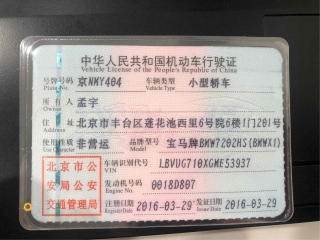 中华人民共和国机动车行驶证
Vehicle License of the People's Republic of China
号牌号码 京NMY404 车辆类型 小型轿车
Plate No. Vehicle Type
所有人 孟宇
Owner
住址 北京市丰台区莲花池西里6号院6楼1门201号
Address
使用性质 非营运 品牌型号 宝马牌BMW7202HS(BMWX1)
Use Character Model
北京市公 车辆识别代号 LBVUG710XGME53937
VIN
安局公安 发动机号码 0018D807
Engine No.
交通管理局 注册日期 2016-03-29 发证日期 2016-03-29
Register Date Issue Date